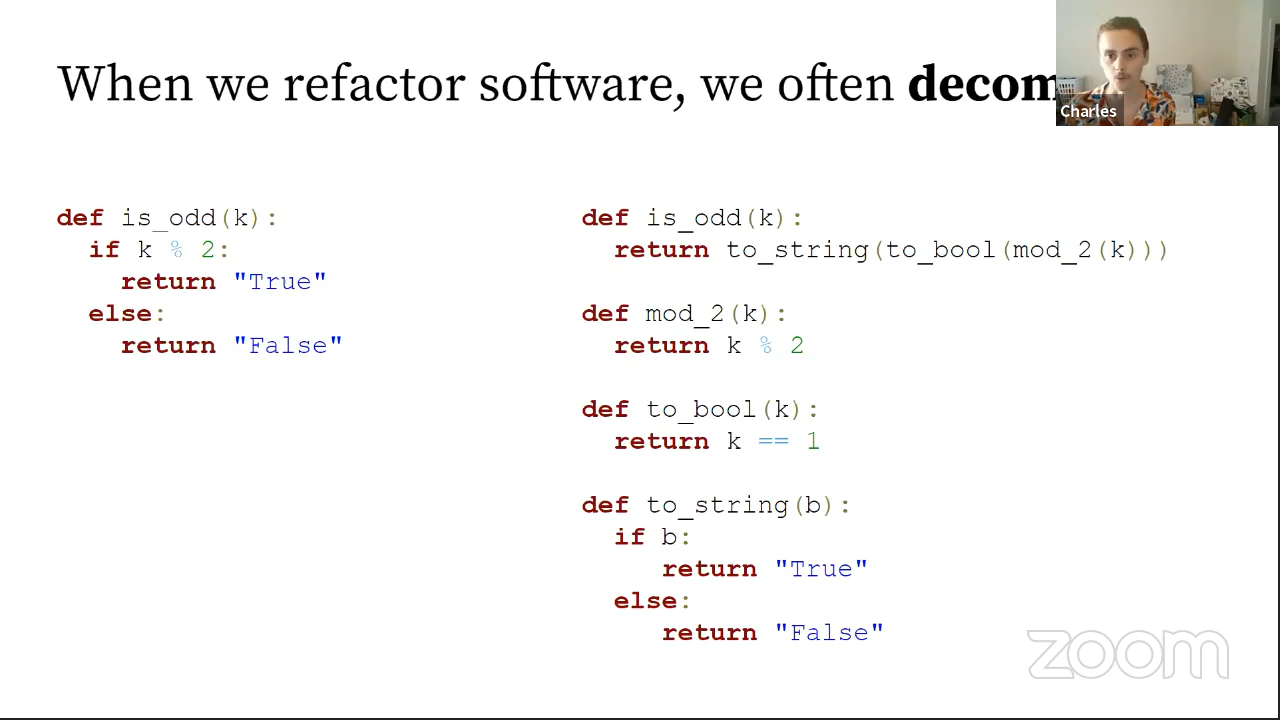 When we refactor software, we often decom
Charles
def is_odd(k):
  if k % 2:
    return "True"
  else:
    return "False"
def is_odd(k):
  return to_string(to_bool(mod_2(k)))
def mod_2(k):
  return k % 2
def to_bool(k):
  return k == 1
def to_string(b):
  if b:
     return "True"
  else:
     return "False"
zoom